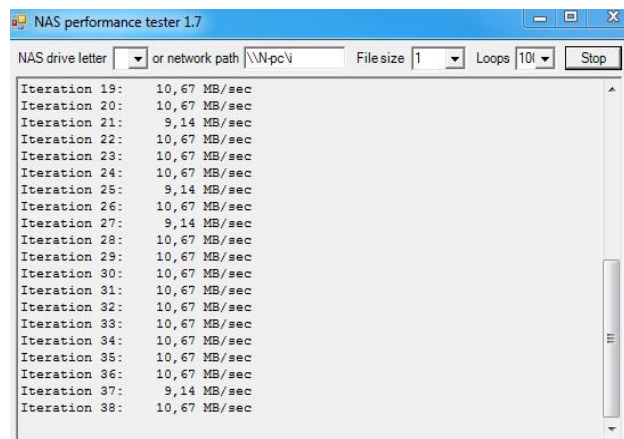 NAS performance tester 1.7
NAS drive letter or network path \\N-pc\i File size 1 Loops 10 Stop
Iteration 19: 10,67 MB/sec
Iteration 20: 10,67 MB/sec
Iteration 21: 9,14 MB/sec
Iteration 22: 10,67 MB/sec
Iteration 23: 10,67 MB/sec
Iteration 24: 10,67 MB/sec
Iteration 25: 9,14 MB/sec
Iteration 26: 10,67 MB/sec
Iteration 27: 9,14 MB/sec
Iteration 28: 10,67 MB/sec
Iteration 29: 10,67 MB/sec
Iteration 30: 10,67 MB/sec
Iteration 31: 10,67 MB/sec
Iteration 32: 10,67 MB/sec
Iteration 33: 10,67 MB/sec
Iteration 34: 10,67 MB/sec
Iteration 35: 10,67 MB/sec
Iteration 36: 10,67 MB/sec
Iteration 37: 9,14 MB/sec
Iteration 38: 10,67 MB/sec